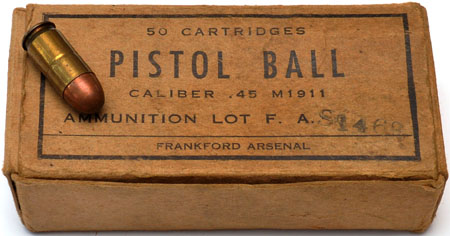 50 CARTRIDGES
PISTOL BALL
CALIBER .45 M1911
AMMUNITION LOT F. A.
FRANKFORD ARSENAL